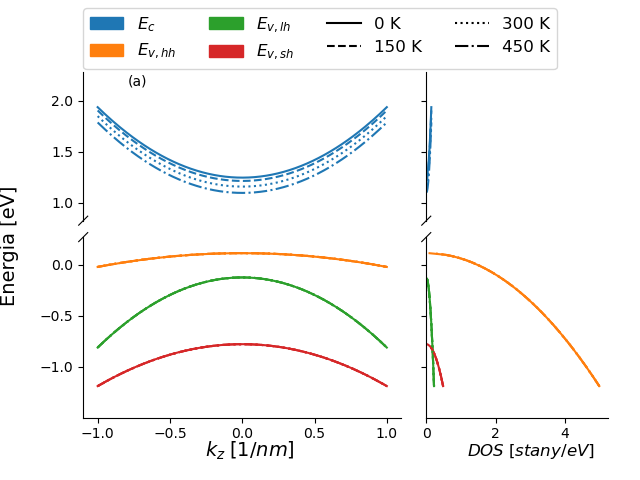 E_c E_{v, lh} 0 K 300 K
E_{v, hh} E_{v, sh} 150 K 450 K
(a)
2.0
1.5
1.0
0.0
−0.5
−1.0
Energia [eV]
−1.0 −0.5 0.0 0.5 1.0
k_z [1/nm]
0 2 4
DOS [stany/eV]